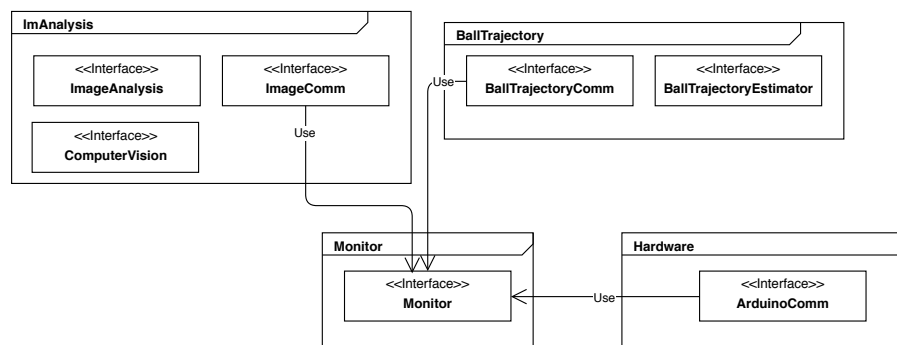 ImAnalysis
<<Interface>>
ImageAnalysis
<<Interface>>
ImageComm
<<Interface>>
ComputerVision
Use
BallTrajectory
<<Interface>>
BallTrajectoryComm
<<Interface>>
BallTrajectoryEstimator
Use
Monitor
<<Interface>>
Monitor
Hardware
<<Interface>>
ArduinoComm
Use